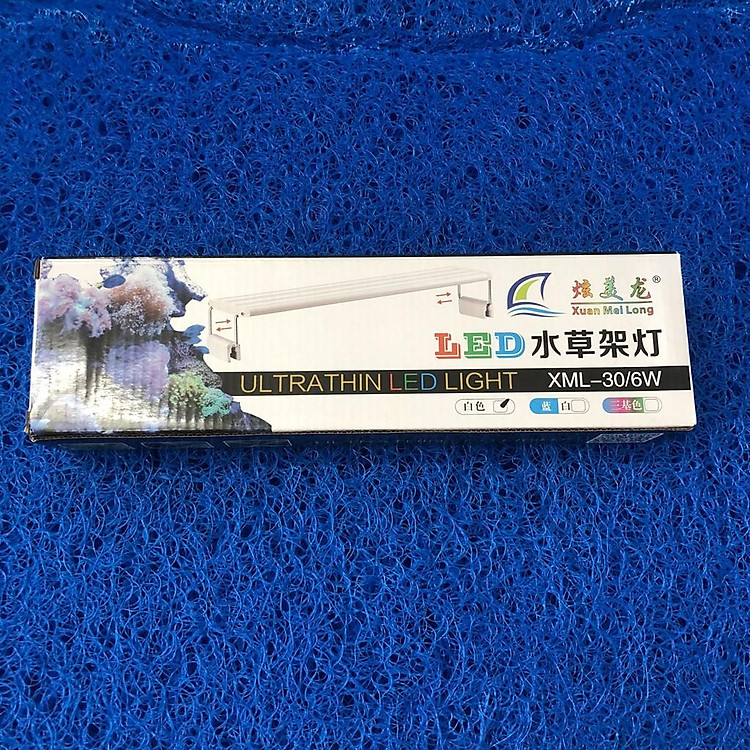 炫美龙®
Xuan Mei Long
LED水草架灯
ULTRATHIN LED LIGHT XML-30/6W
白色 蓝白 三基色